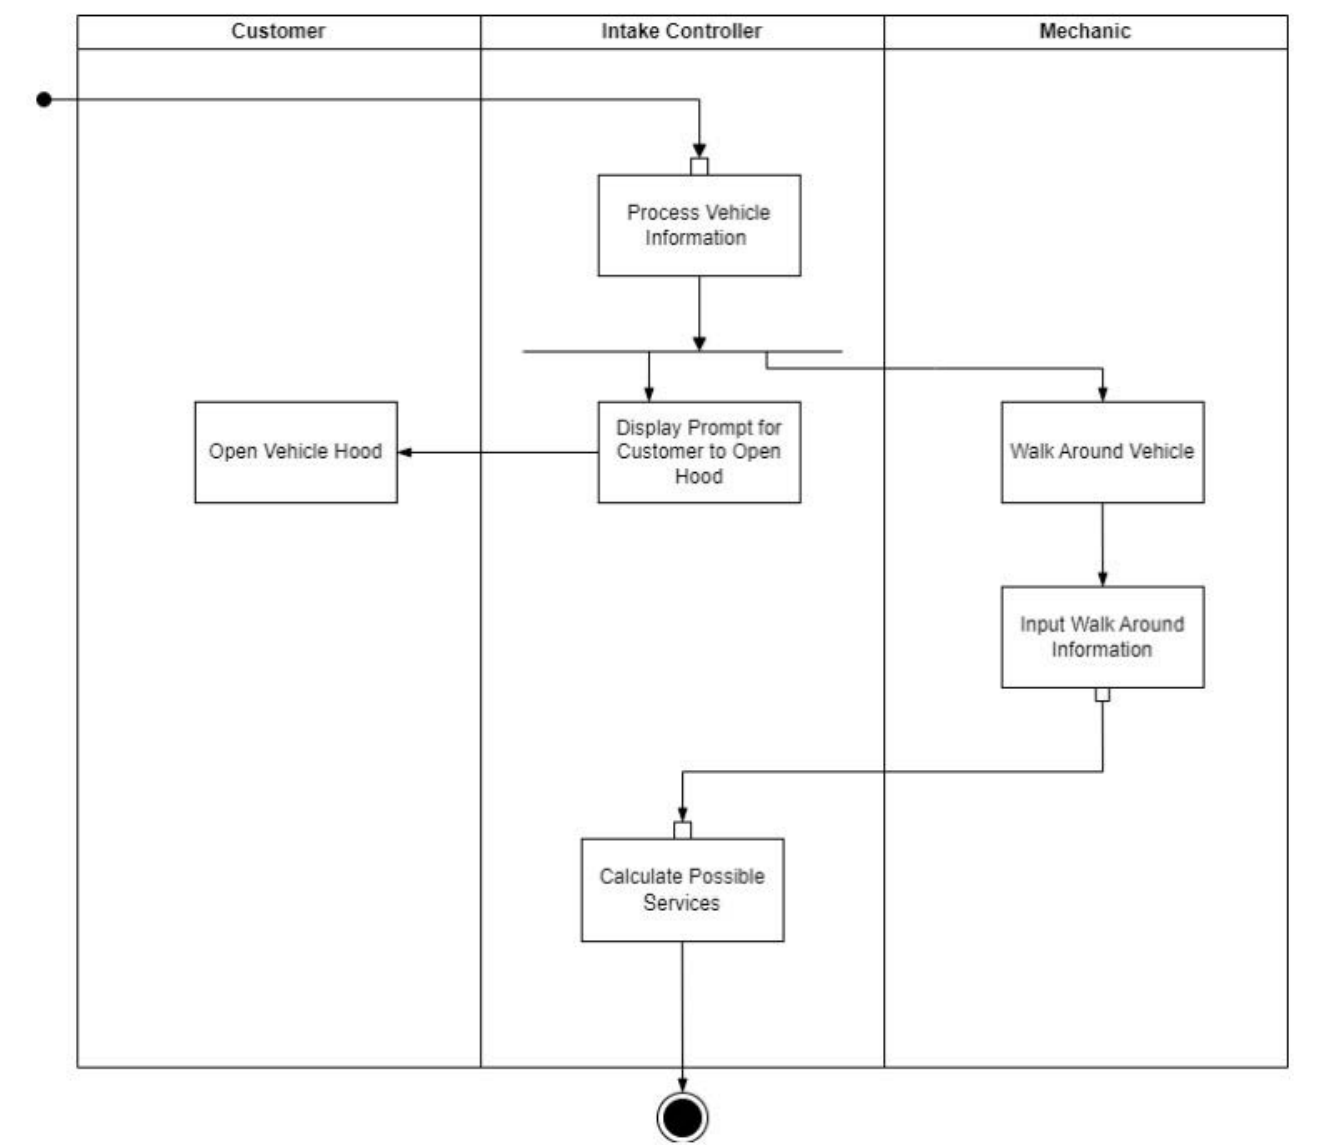 Customer
Intake Controller
Mechanic
Process Vehicle
Information
Open Vehicle Hood
Display Prompt for
Customer to Open
Hood
Walk Around Vehicle
Input Walk Around
Information
Calculate Possible
Services